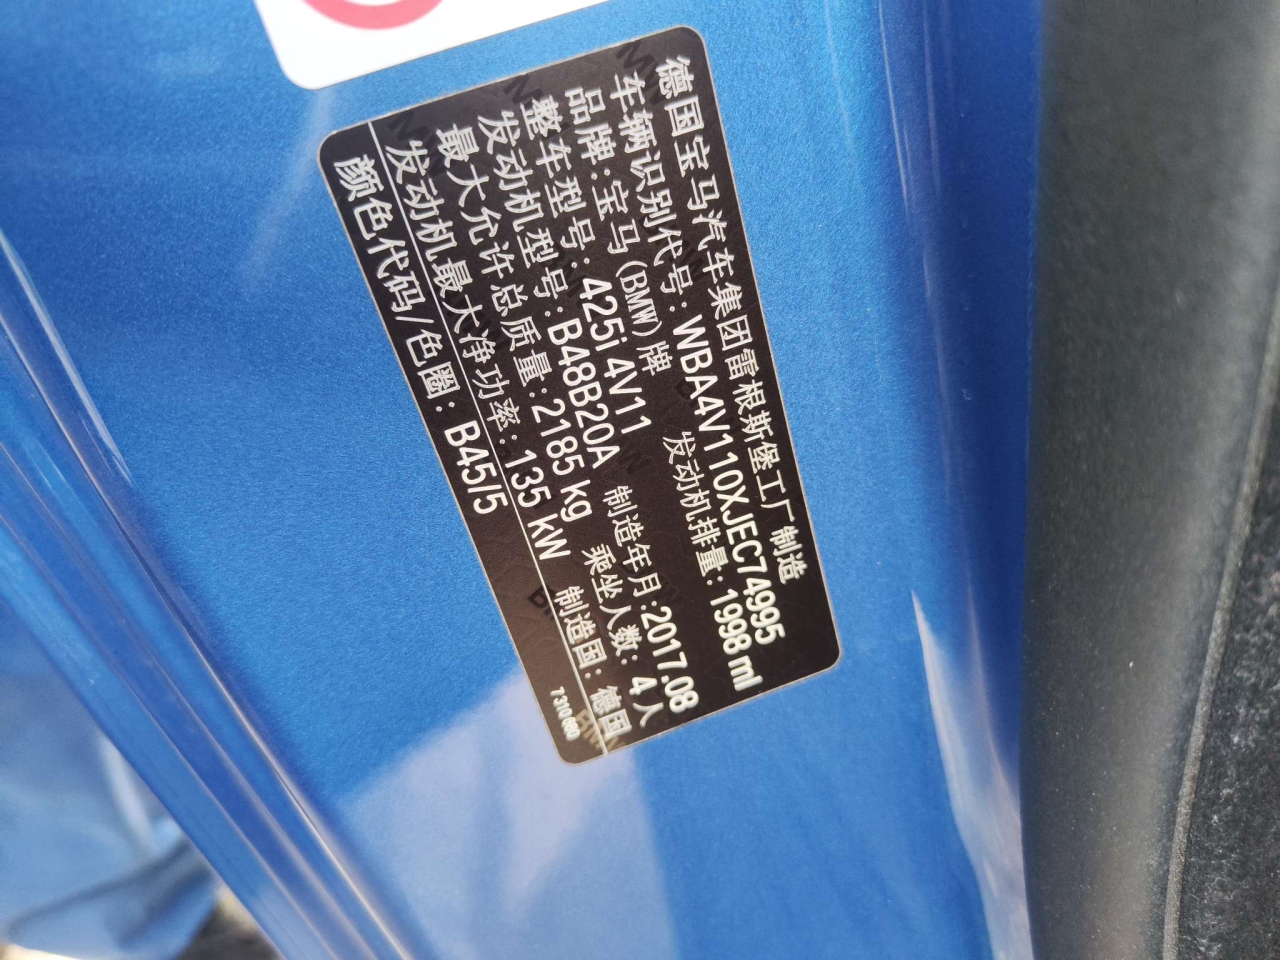 德国宝马汽车集团雷根斯堡工厂制造
车辆识别代号: WBA4V110XJEC74995
品牌: 宝马(BMW)牌 发动机排量: 1998 ml
整车型号: 425i 4V11
发动机型号: B48B20A 制造年月: 2017.08
最大允许总质量: 2185 kg 乘坐人数: 4人
发动机最大净功率: 135 kW 制造国: 德国
颜色代码/色圈: B45/5 7 310 680